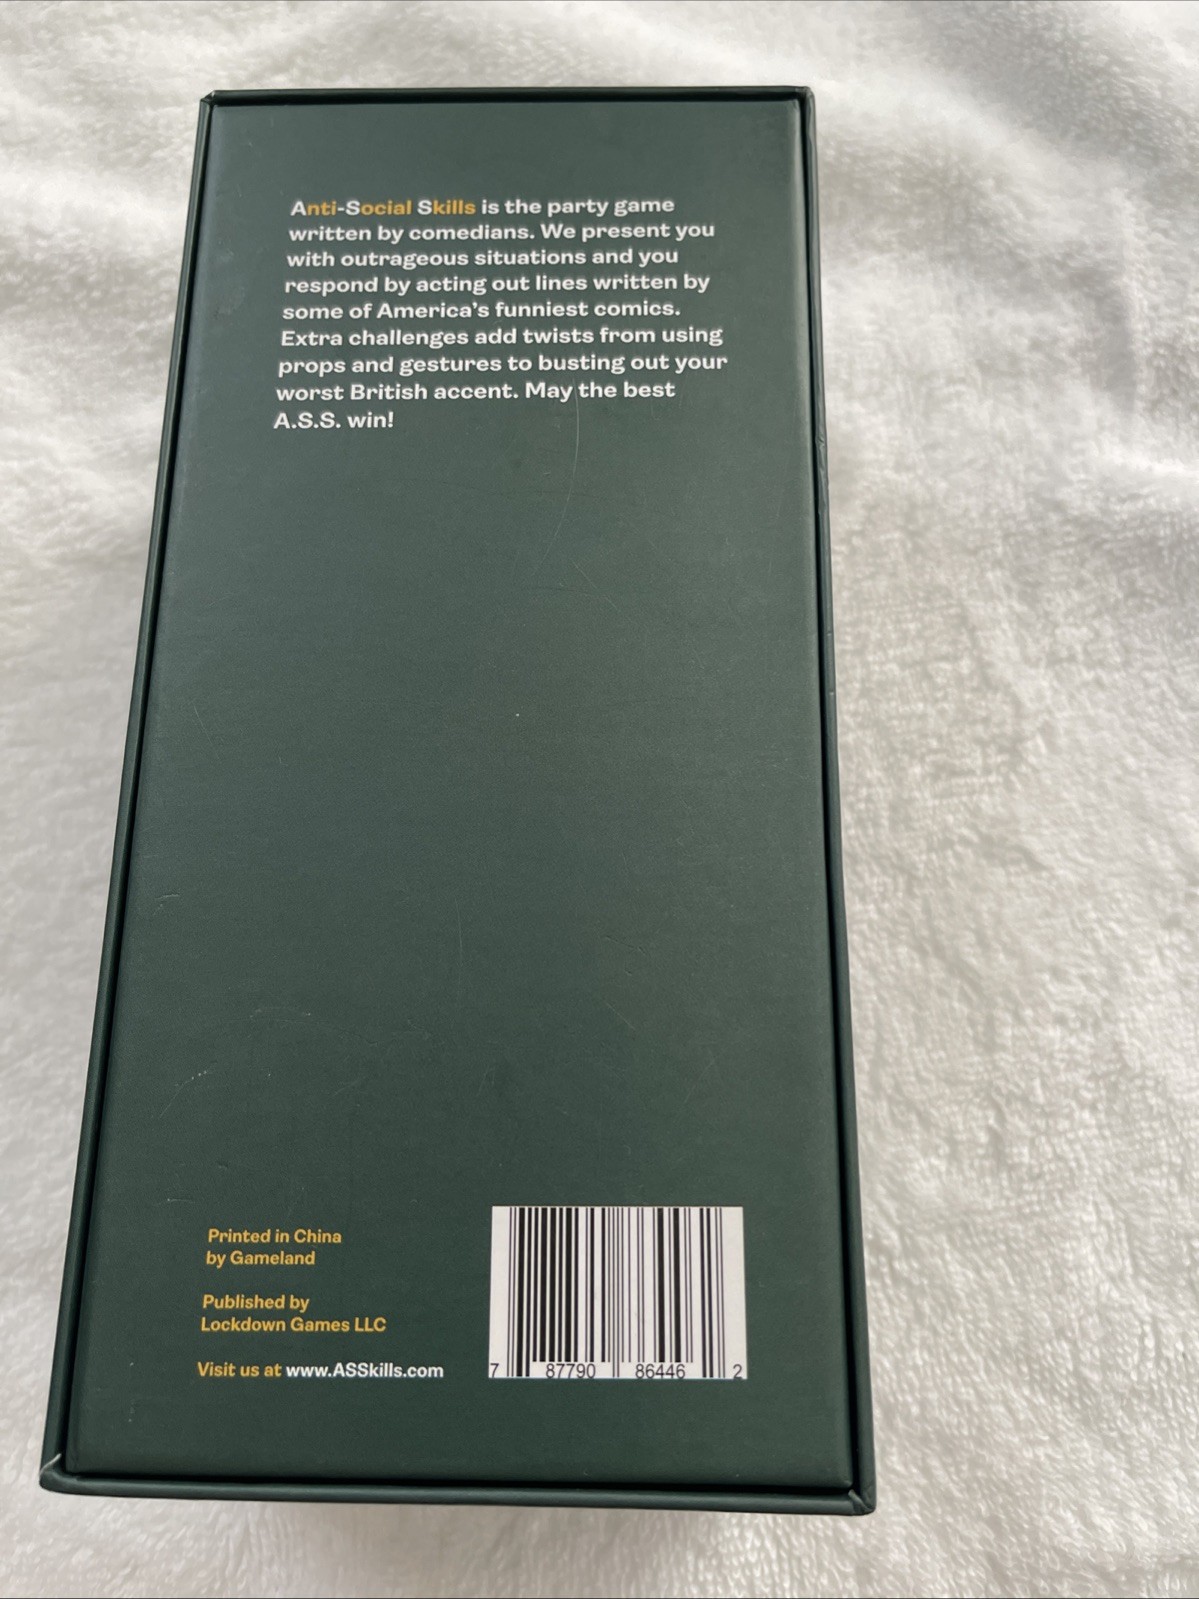 Anti-Social Skills is the party game
written by comedians. We present you
with outrageous situations and you
respond by acting out lines written by
some of America's funniest comics.
Extra challenges add twists from using
props and gestures to busting out your
worst British accent. May the best
A.S.S. win!
Printed in China
by Gameland
Published by
Lockdown Games LLC
Visit us at www.ASSkills.com
7 87790 86446 2